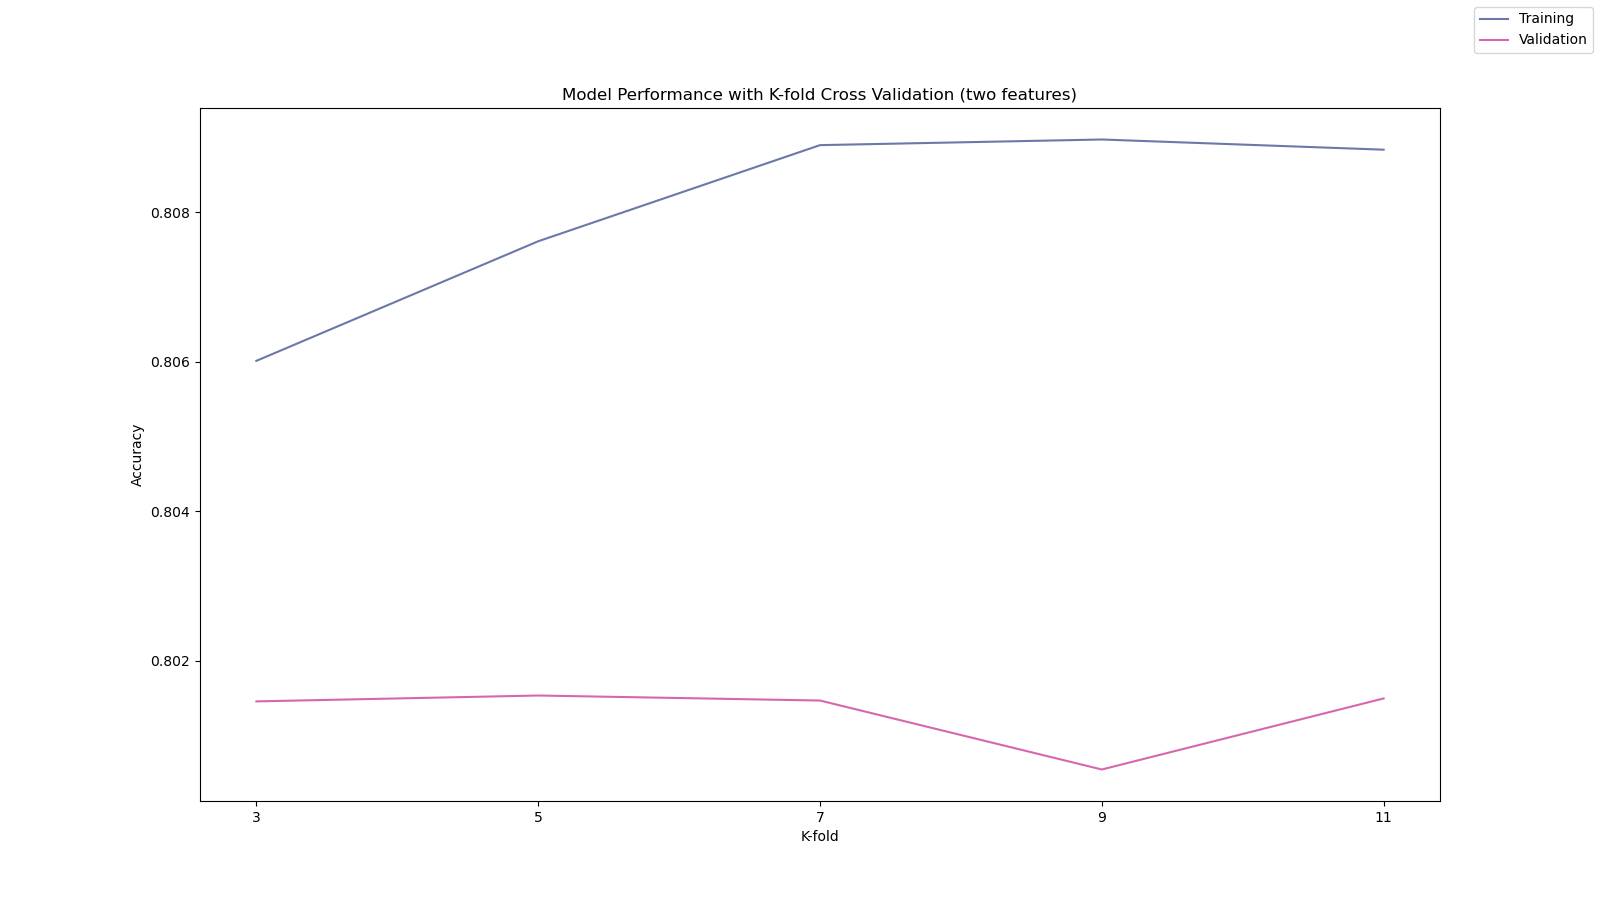 Training
Validation
Model Performance with K-fold Cross Validation (two features)
0.808
0.806
0.804
0.802
Accuracy
3
5
7
9
11
K-fold